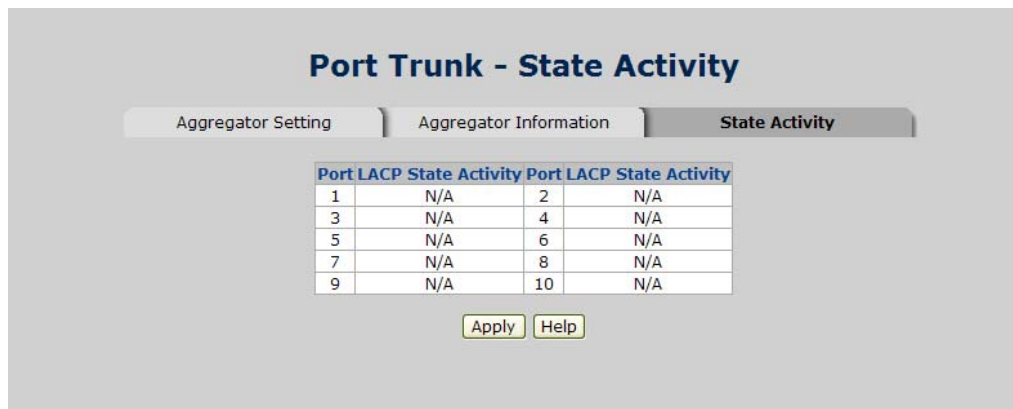 Port Trunk - State Activity
Aggregator Setting Aggregator Information State Activity
Port LACP State Activity Port LACP State Activity
1 N/A 2 N/A
3 N/A 4 N/A
5 N/A 6 N/A
7 N/A 8 N/A
9 N/A 10 N/A
Apply Help